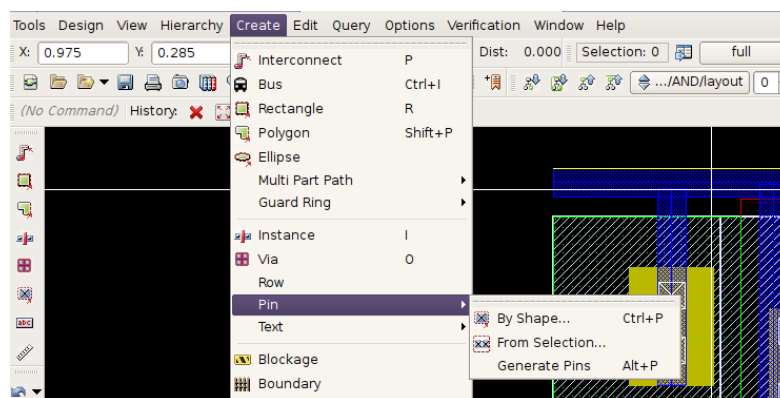 Tools Design View Hierarchy Create Edit Query Options Verification Window Help
X: 0.975 Y: 0.285 Dist: 0.000 Selection: 0 full
.../AND/layout 0
(No Command) History:
Interconnect P
Bus Ctrl+I
Rectangle R
Polygon Shift+P
Ellipse
Multi Part Path
Guard Ring
Instance I
Via O
Row
Pin
Text
Blockage
Boundary
By Shape... Ctrl+P
From Selection...
Generate Pins Alt+P
abc